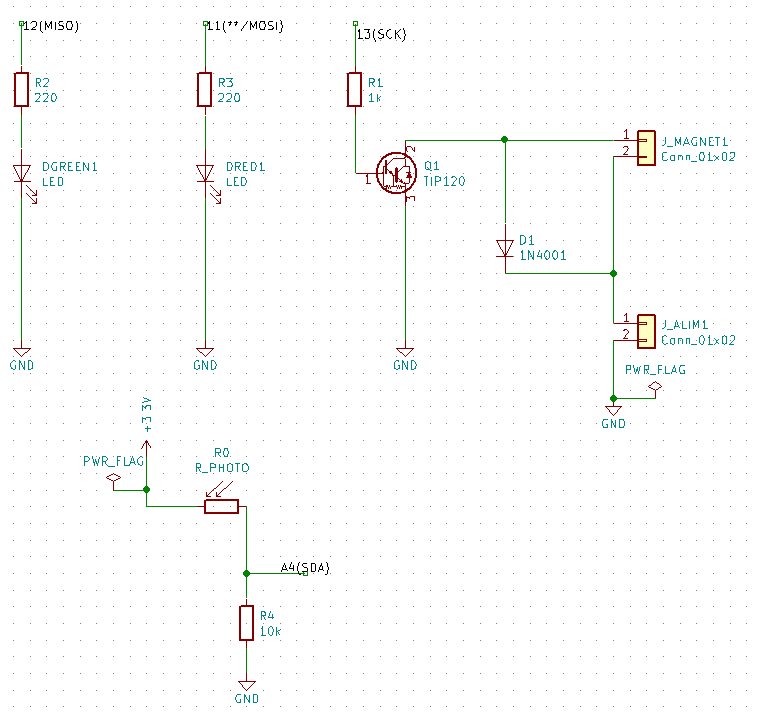 12(MISO)
11(**/MOSI)
13(SCK)
R2
220
R3
220
R1
1k
DGREEN1
LED
DRED1
LED
1
2
3
Q1
TIP120
1
2
J_MAGNET1
Conn_01x02
D1
1N4001
1
2
J_ALIM1
Conn_01x02
PWR_FLAG
GND
GND
GND
GND
+3.3V
PWR_FLAG
R0
R_PHOTO
A4(SDA)
R4
10k
GND